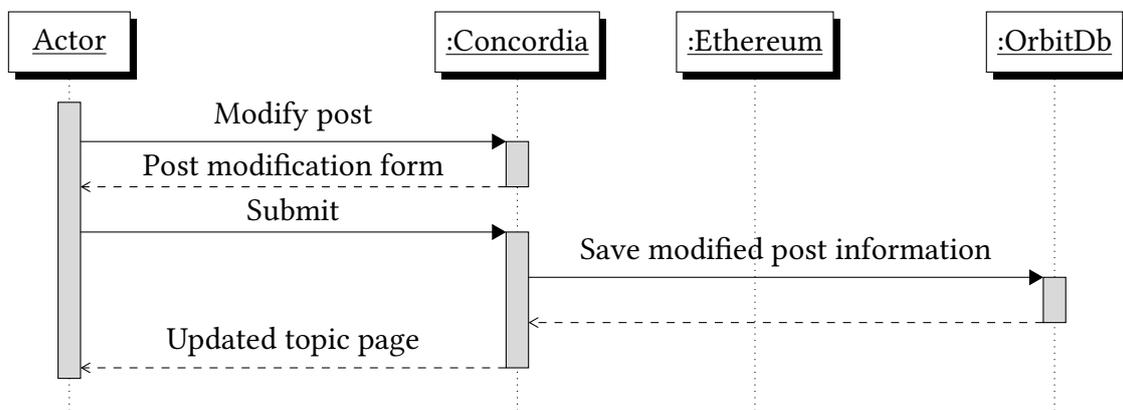 Actor
:Concordia
:Ethereum
:OrbitDb
Modify post
Post modification form
Submit
Save modified post information
Updated topic page